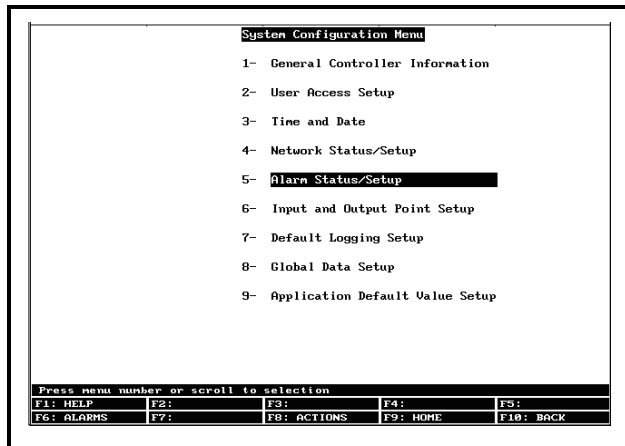 System Configuration Menu
1- General Controller Information
2- User Access Setup
3- Time and Date
4- Network Status/Setup
5- Alarm Status/Setup
6- Input and Output Point Setup
7- Default Logging Setup
8- Global Data Setup
9- Application Default Value Setup
Press menu number or scroll to selection
F1: HELP F2: F3: F4: F5:
F6: ALARMS F7: F8: ACTIONS F9: HOME F10: BACK